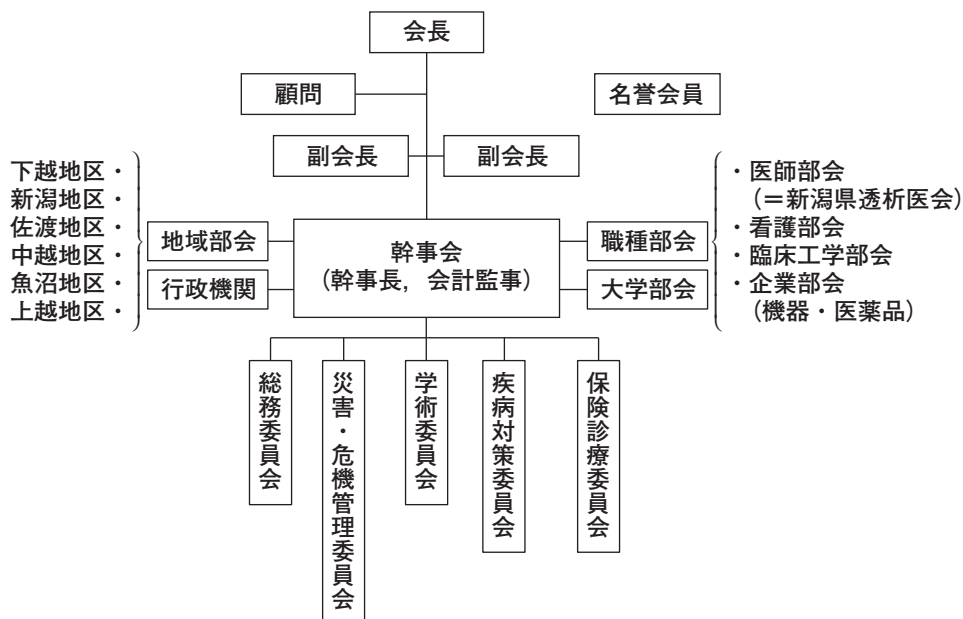 会長
顧問
名誉会員
副会長
副会長
下越地区・
新潟地区・
佐渡地区・
中越地区・
魚沼地区・
上越地区・
地域部会
行政機関
幹事会
（幹事長，会計監事）
職種部会
大学部会
・医師部会
（＝新潟県透析医会）
・看護部会
・臨床工学部会
・企業部会
（機器・医薬品）
総務委員会
災害・危機管理委員会
学術委員会
疾病対策委員会
保険診療委員会